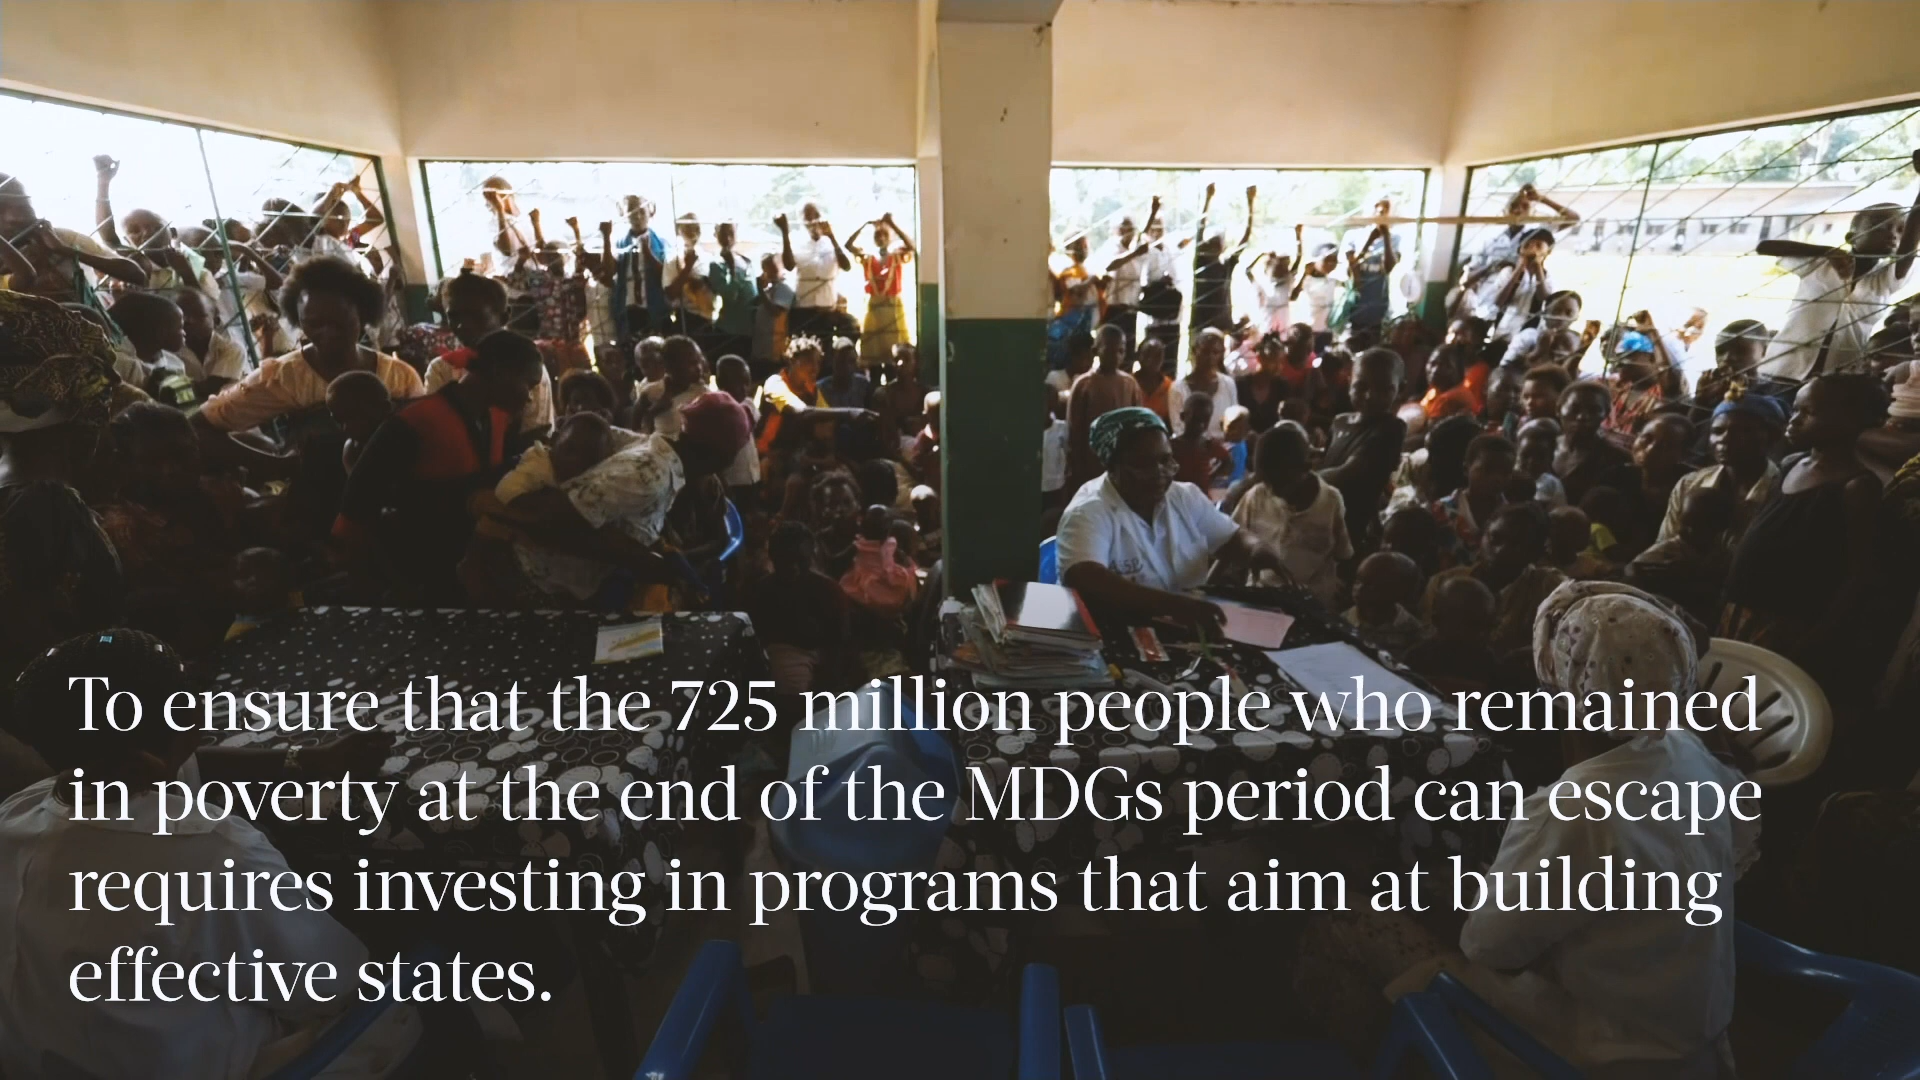 To ensure that the 725 million people who remained
in poverty at the end of the MDGs period can escape
requires investing in programs that aim at building
effective states.